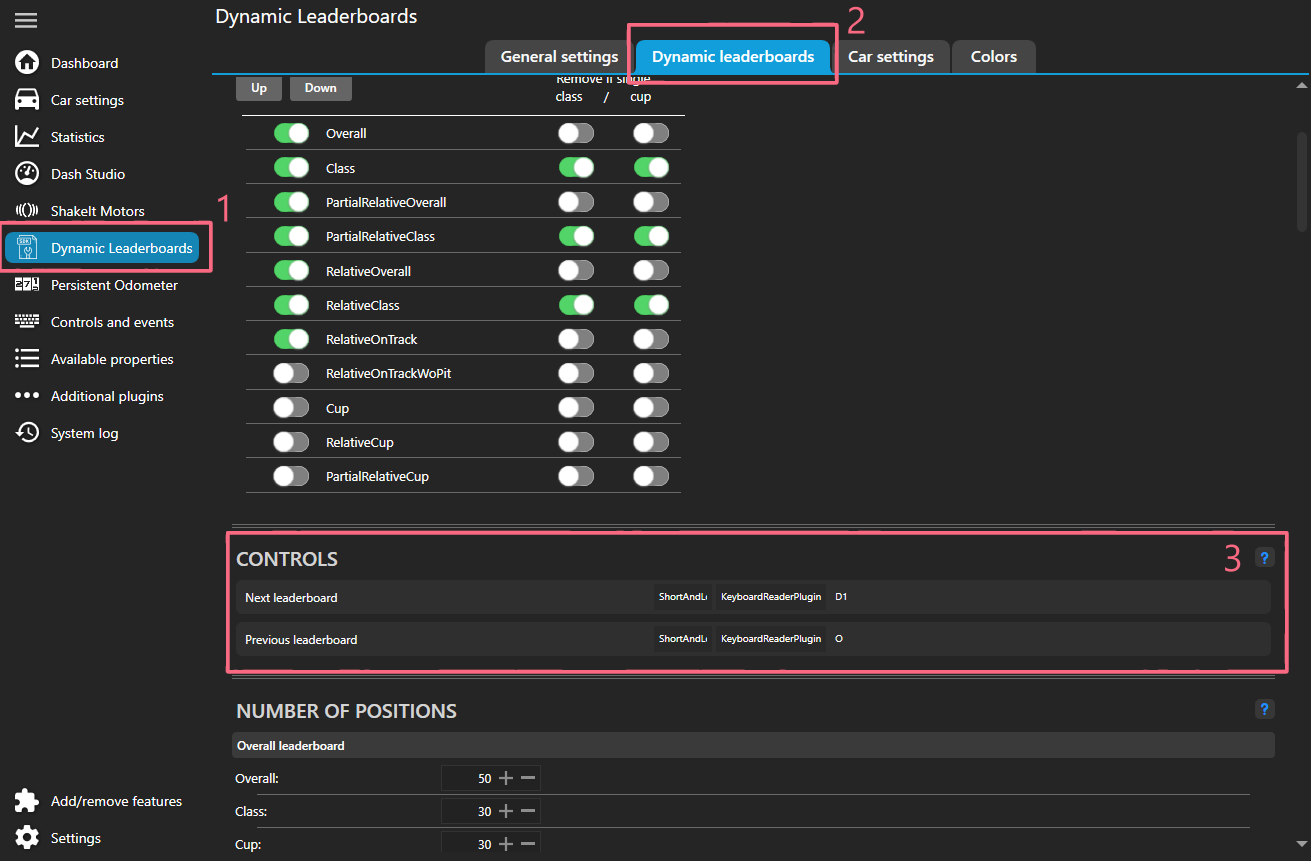 Dynamic Leaderboards
2
General settings
Dynamic leaderboards
Car settings
Colors
Dashboard
Car settings
Statistics
Dash Studio
ShakeIt Motors
1
Dynamic Leaderboards
Persistent Odometer
Controls and events
Available properties
Additional plugins
System log
Add/remove features
Settings
Up
Down
Remove if single
class / cup
Overall
Class
PartialRelativeOverall
PartialRelativeClass
RelativeOverall
RelativeClass
RelativeOnTrack
RelativeOnTrackWoPit
Cup
RelativeCup
PartialRelativeCup
CONTROLS
3
?
Next leaderboard ShortAndL KeyboardReaderPlugin D1
Previous leaderboard ShortAndL KeyboardReaderPlugin O
NUMBER OF POSITIONS
?
Overall leaderboard
Overall: 50
Class: 30
Cup: 30